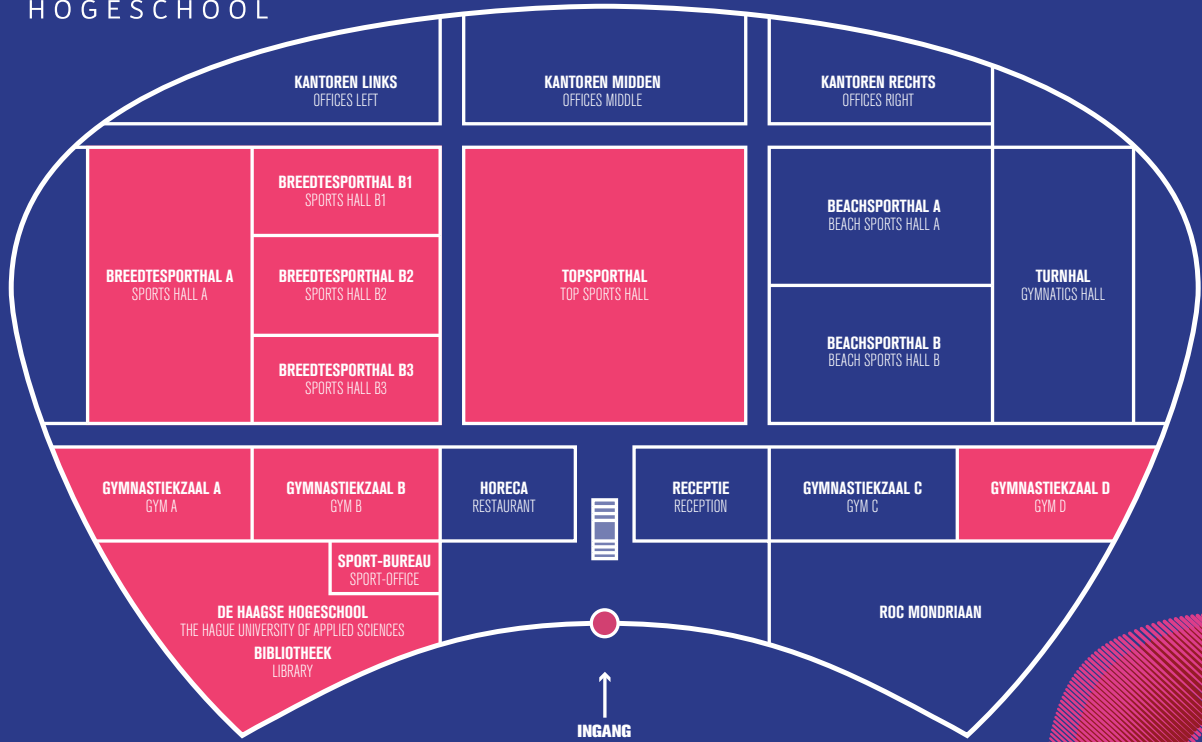 HOGESCHOOL
KANTOREN LINKS
OFFICES LEFT
KANTOREN MIDDEN
OFFICES MIDDLE
KANTOREN RECHTS
OFFICES RIGHT
BREEDTESPORTHAL A
SPORTS HALL A
BREEDTESPORTHAL B1
SPORTS HALL B1
BREEDTESPORTHAL B2
SPORTS HALL B2
BREEDTESPORTHAL B3
SPORTS HALL B3
TOPSPORTHAL
TOP SPORTS HALL
BEACHSPORTHAL A
BEACH SPORTS HALL A
BEACHSPORTHAL B
BEACH SPORTS HALL B
TURNHAL
GYMNATICS HALL
GYMNASTIEKZAAL A
GYM A
GYMNASTIEKZAAL B
GYM B
HORECA
RESTAURANT
RECEPTIE
RECEPTION
GYMNASTIEKZAAL C
GYM C
GYMNASTIEKZAAL D
GYM D
SPORT-BUREAU
SPORT-OFFICE
DE HAAGSE HOGESCHOOL
THE HAGUE UNIVERSITY OF APPLIED SCIENCES
BIBLIOTHEEK
LIBRARY
ROC MONDRIAAN
INGANG